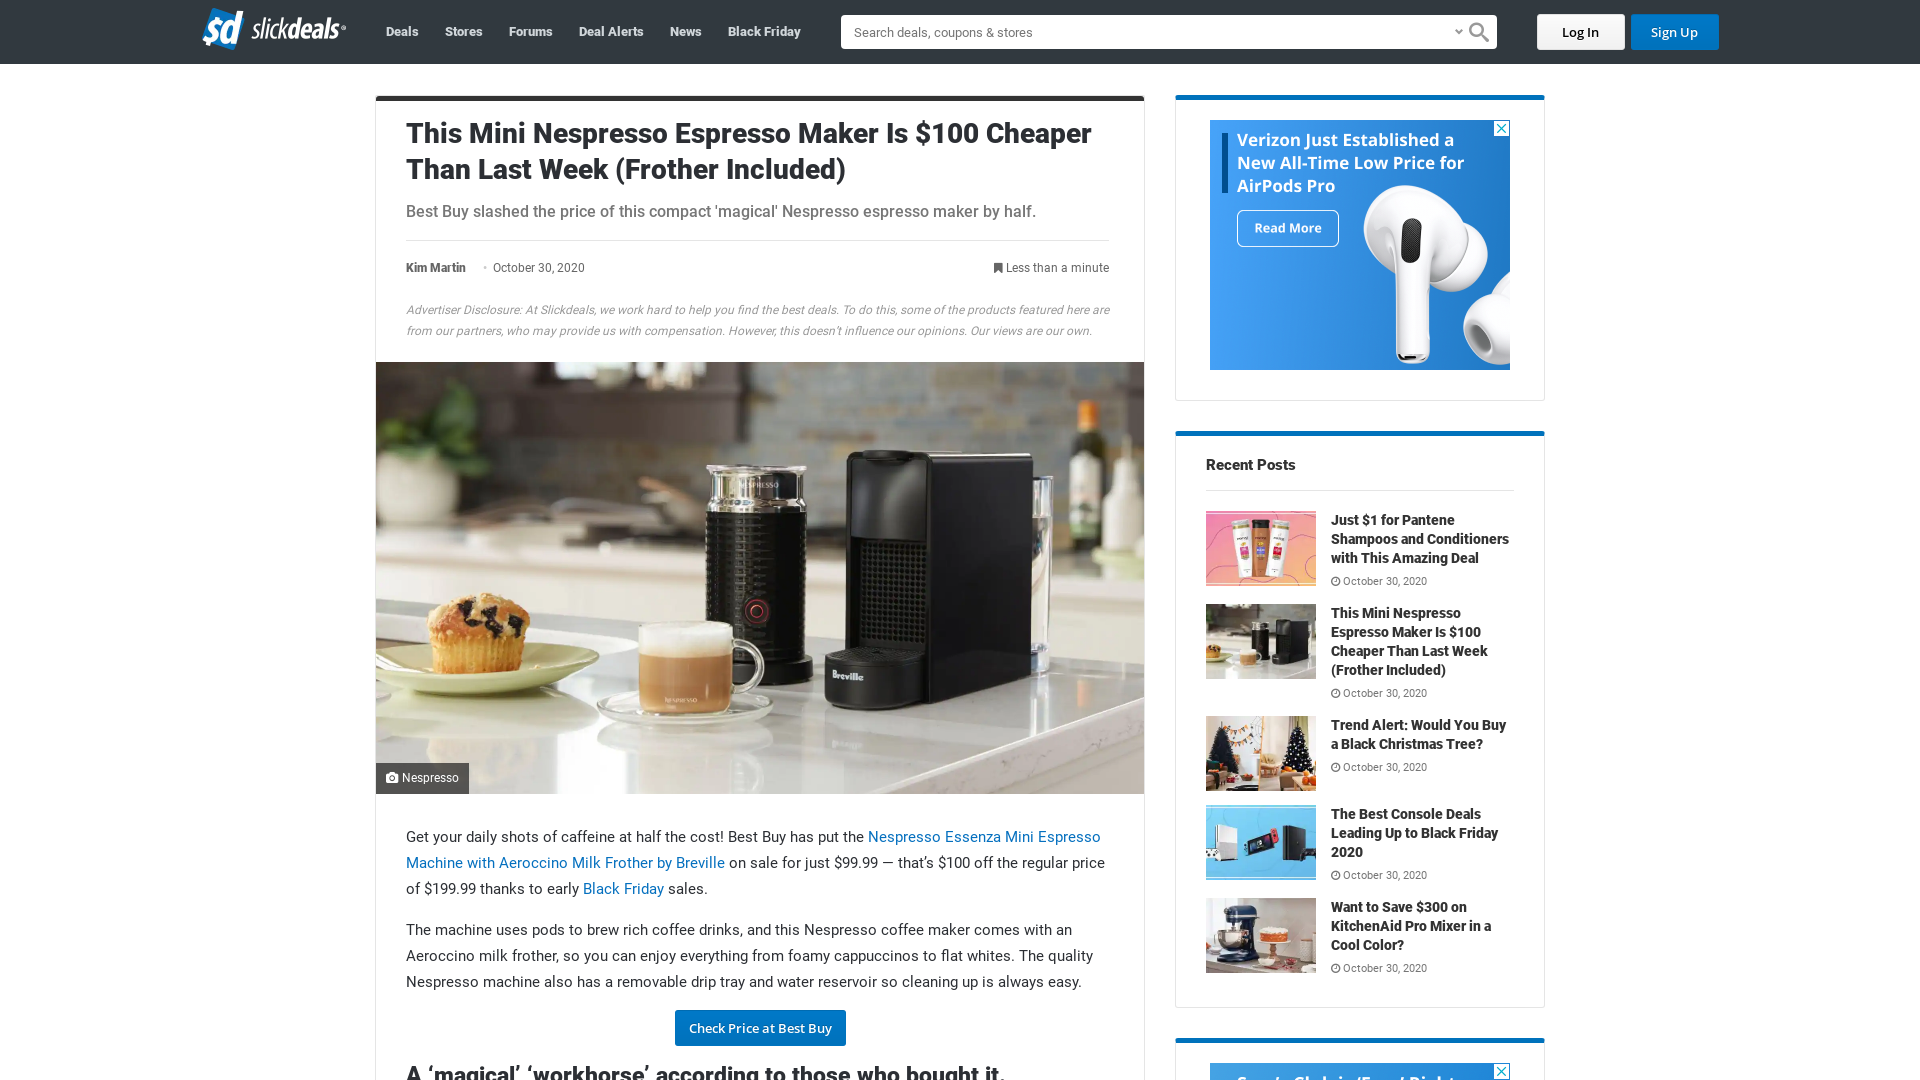 $d slickdeals
Deals
Stores
Forums
Deal Alerts
News
Black Friday
Search deals, coupons & stores
Log In
Sign Up
This Mini Nespresso Espresso Maker Is $100 Cheaper
Than Last Week (Frother Included)
Best Buy slashed the price of this compact 'magical' Nespresso espresso maker by half.
Kim Martin • October 30, 2020
Less than a minute
Advertiser Disclosure: At Slickdeals, we work hard to help you find the best deals. To do this, some of the products featured here are
from our partners, who may provide us with compensation. However, this doesn't influence our opinions. Our views are our own.
NESPRESSO
Breville
NESPRESSO
Nespresso
Get your daily shots of caffeine at half the cost! Best Buy has put the Nespresso Essenza Mini Espresso
Machine with Aeroccino Milk Frother by Breville on sale for just $99.99 — that’s $100 off the regular price
of $199.99 thanks to early Black Friday sales.
The machine uses pods to brew rich coffee drinks, and this Nespresso coffee maker comes with an
Aeroccino milk frother, so you can enjoy everything from foamy cappuccinos to flat whites. The quality
Nespresso machine also has a removable drip tray and water reservoir so cleaning up is always easy.
Check Price at Best Buy
A ‘magical’ ‘workhorse’ according to those who bought it.
Verizon Just Established a
New All-Time Low Price for
AirPods Pro
Read More
Recent Posts
Just $1 for Pantene
Shampoos and Conditioners
with This Amazing Deal
October 30, 2020
This Mini Nespresso
Espresso Maker Is $100
Cheaper Than Last Week
(Frother Included)
October 30, 2020
Trend Alert: Would You Buy
a Black Christmas Tree?
October 30, 2020
The Best Console Deals
Leading Up to Black Friday
2020
October 30, 2020
Want to Save $300 on
KitchenAid Pro Mixer in a
Cool Color?
October 30, 2020